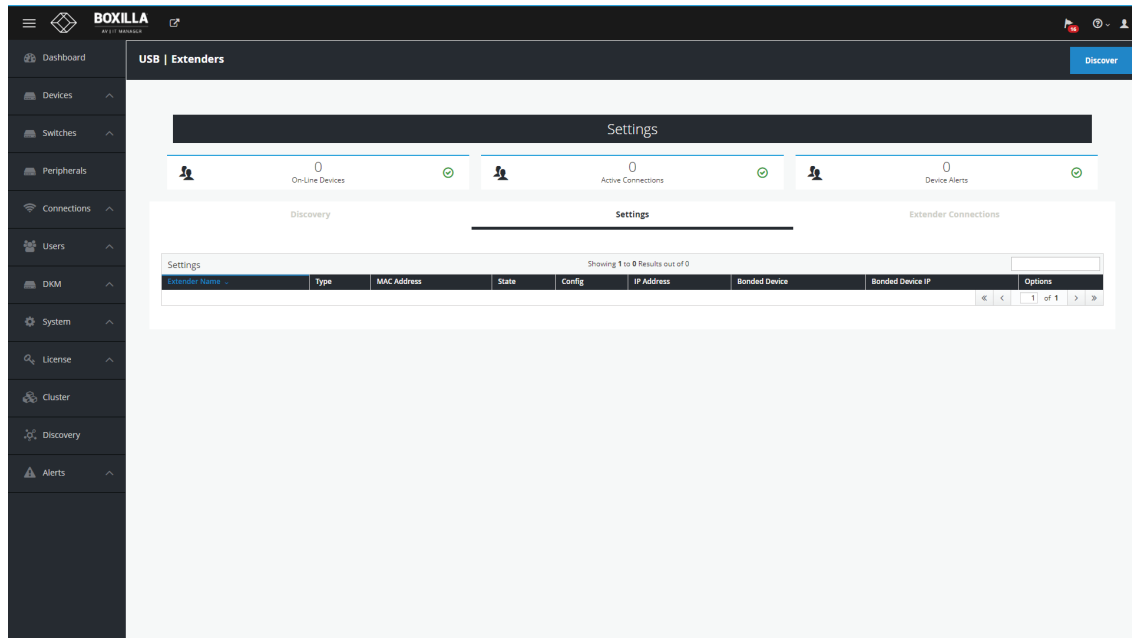 BOXILLA
AV | IT MANAGER
16
Dashboard
USB | Extenders
Discover
Devices
Switches
Peripherals
Connections
Users
DKM
System
License
Cluster
Discovery
Alerts
Settings
0
On-Line Devices
0
Active Connections
0
Device Alerts
Discovery
Settings
Extender Connections
Settings
Showing 1 to 0 Results out of 0
Extender Name
Type
MAC Address
State
Config
IP Address
Bonded Device
Bonded Device IP
Options
« < 1 of 1 > »